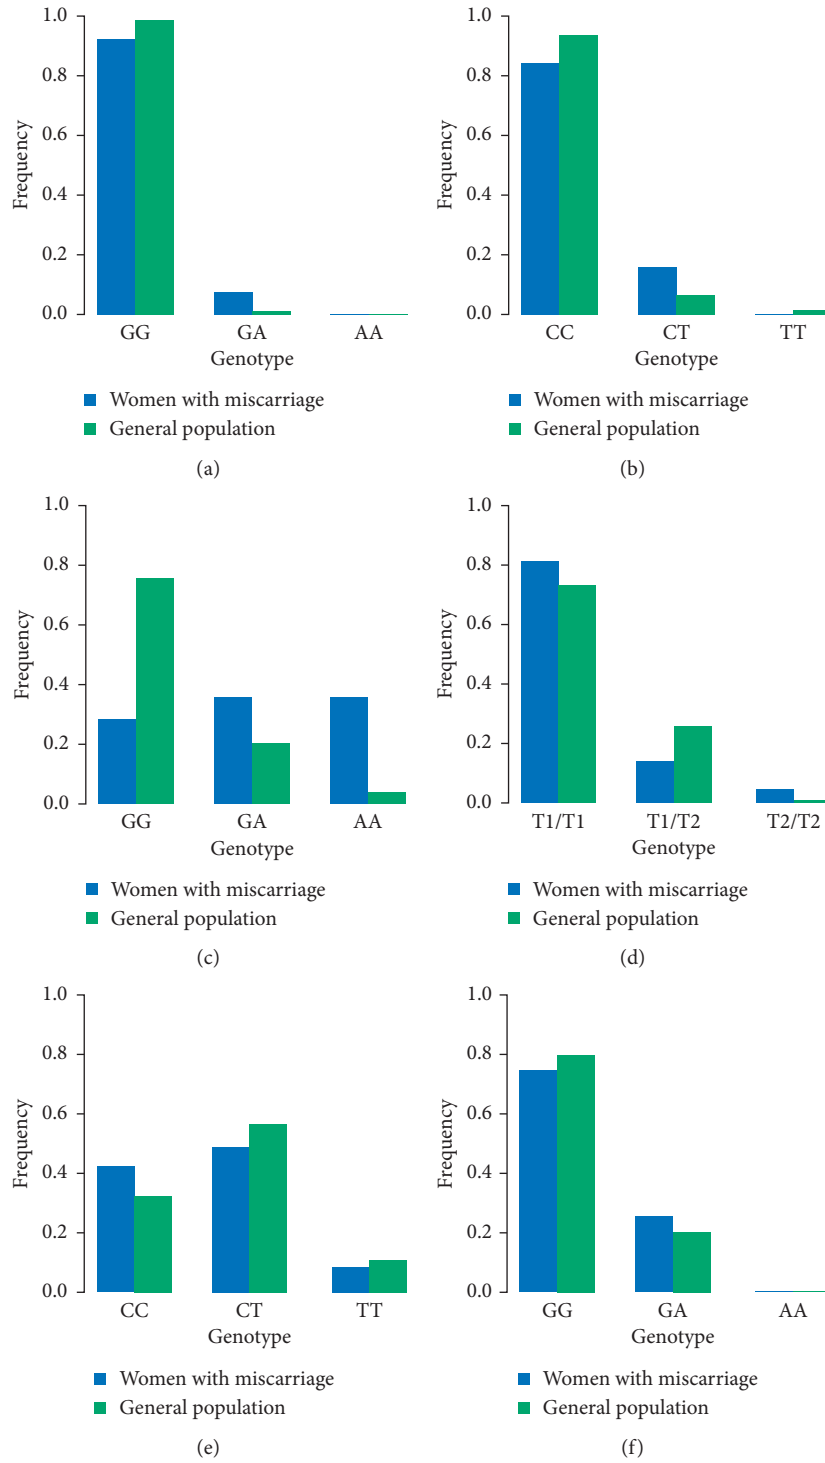 1.0
0.8
0.6
0.4
0.2
0.0
Frequency
GG GA AA
Genotype
Women with miscarriage
General population
(a)
1.0
0.8
0.6
0.4
0.2
0.0
Frequency
CC CT TT
Genotype
Women with miscarriage
General population
(b)
1.0
0.8
0.6
0.4
0.2
0.0
Frequency
GG GA AA
Genotype
Women with miscarriage
General population
(c)
1.0
0.8
0.6
0.4
0.2
0.0
Frequency
T1/T1 T1/T2 T2/T2
Genotype
Women with miscarriage
General population
(d)
1.0
0.8
0.6
0.4
0.2
0.0
Frequency
CC CT TT
Genotype
Women with miscarriage
General population
(e)
1.0
0.8
0.6
0.4
0.2
0.0
Frequency
GG GA AA
Genotype
Women with miscarriage
General population
(f)